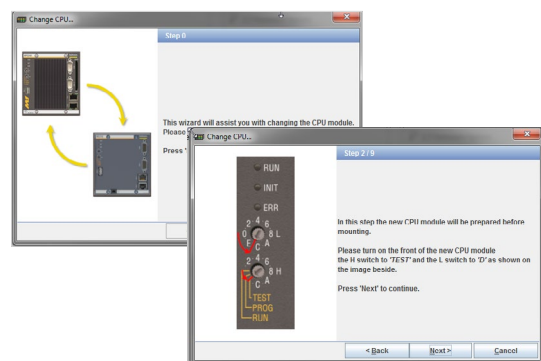 Change CPU...
Step 0
This wizard will assist you with changing the CPU module.
Please
Press '
Change CPU...
Step 2 / 9
RUN
INIT
ERR
2 4 6
0 8 L
E C A
2 4 6
8 H
C A
TEST
PROG
RUN
In this step the new CPU module will be prepared before
mounting.
Please turn on the front of the new CPU module
the H switch to 'TEST' and the L switch to 'D' as shown on
the image beside.
Press 'Next' to continue.
< Back
Next >
Cancel